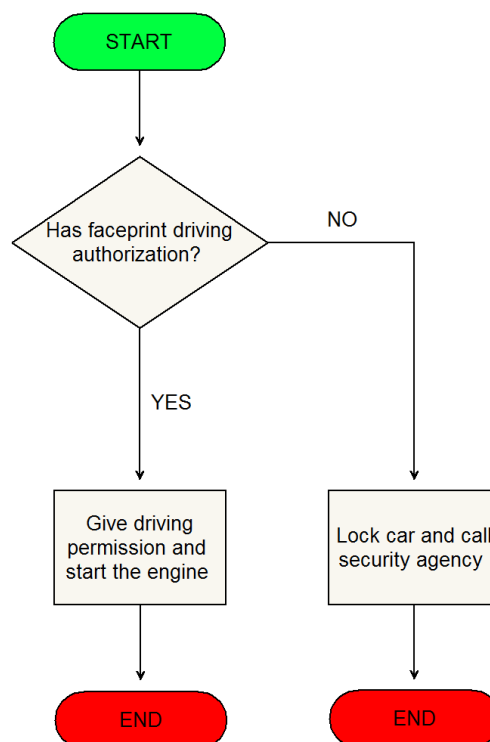 START
Has faceprint driving
authorization?
NO
YES
Give driving
permission and
start the engine
Lock car and call
security agency
END
END